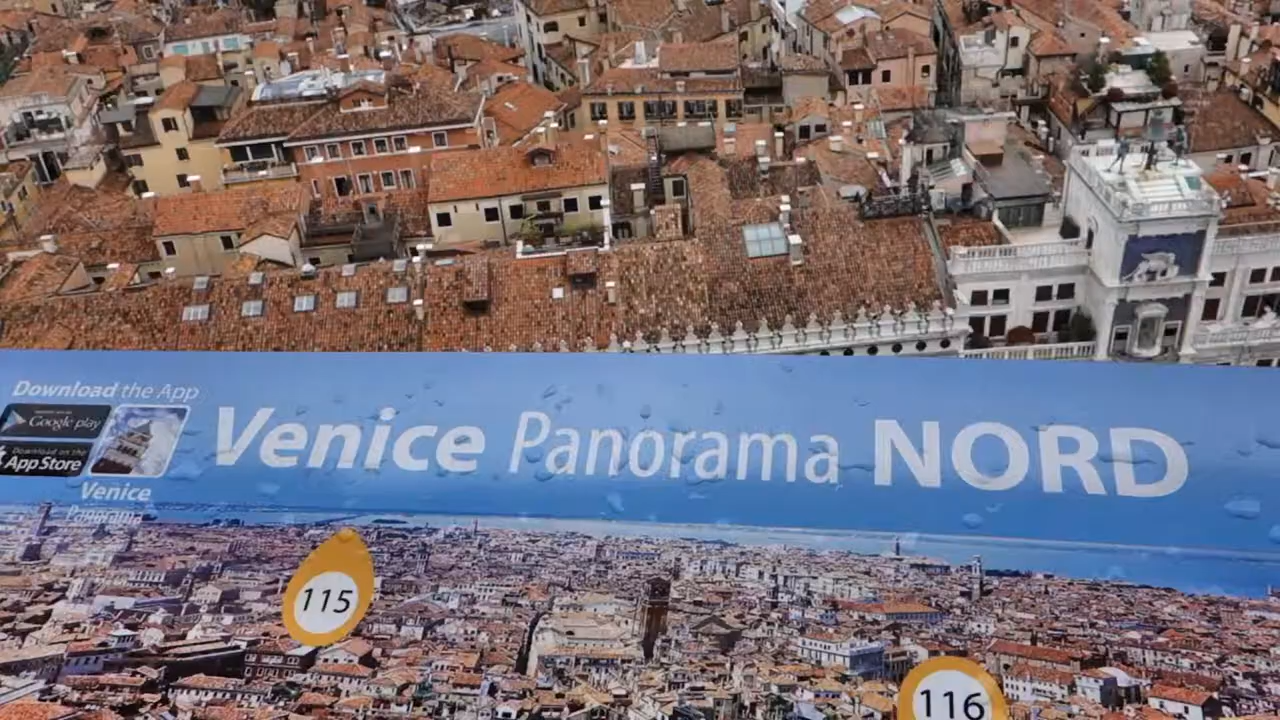 Download the App
Google play
Download on the
App Store
Venice
Panorama
Venice Panorama NORD
115
116